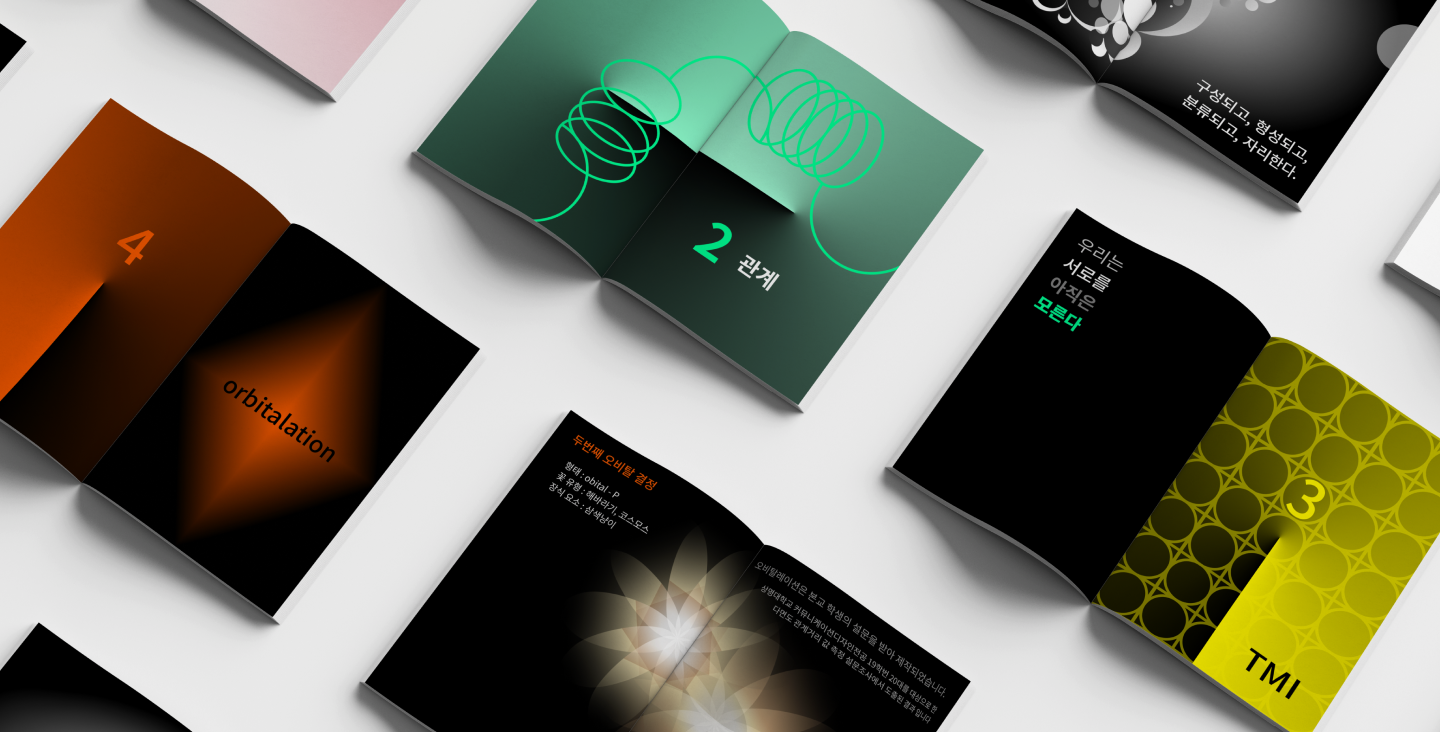 구성되고, 형성되고,
분류되고, 자리한다.
2 관계
4
orbitalation
우리는
서로를
아직은
모른다
3
TMI
두번째 오비탈 결정
형태 : obital - P
꽃 유형 : 해바라기, 코스모스
장식 요소 : 삼색냥이
오비탈레이션은 본교 학생의 설문을 받아 제작되었습니다.
상명대학교 커뮤니케이션디자인전공 19학번 20대를 대상으로 한
다면도 관계거리 값 측정 설문조사에서 도출된 결과입니다